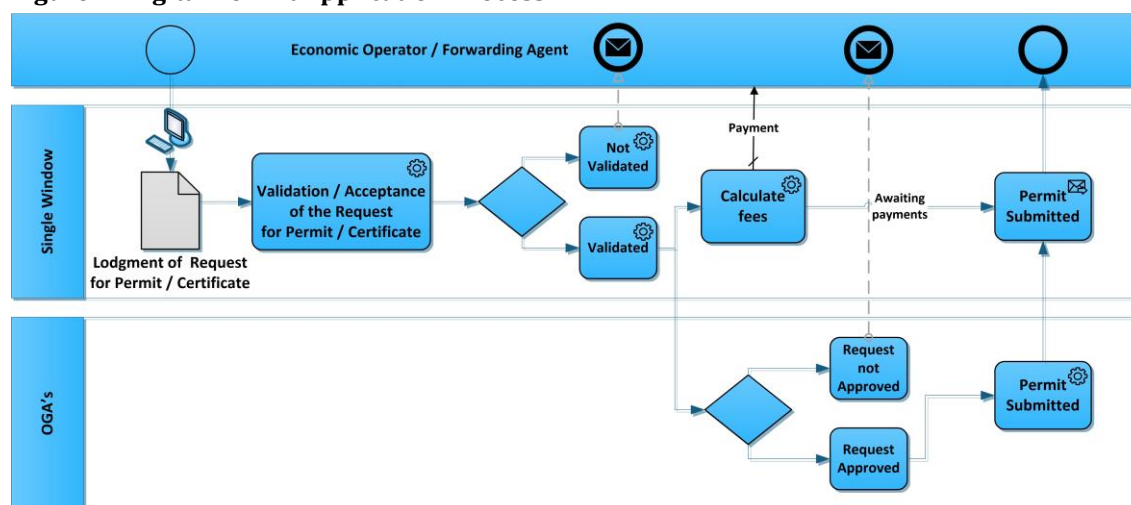 Economic Operator / Forwarding Agent
Single Window
Lodgment of Request
for Permit / Certificate
Validation / Acceptance
of the Request
for Permit / Certificate
Not
Validated
Validated
Payment
Calculate
fees
Awaiting
payments
Permit
Submitted
OGA's
Request
not
Approved
Request
Approved
Permit
Submitted